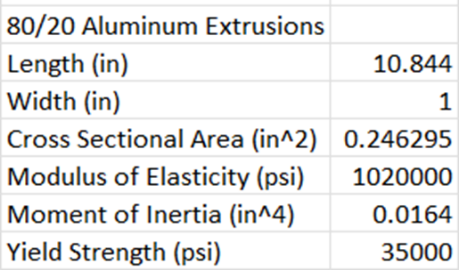 80/20 Aluminum Extrusions
Length (in) 10.844
Width (in) 1
Cross Sectional Area (in^2) 0.246295
Modulus of Elasticity (psi) 1020000
Moment of Inertia (in^4) 0.0164
Yield Strength (psi) 35000